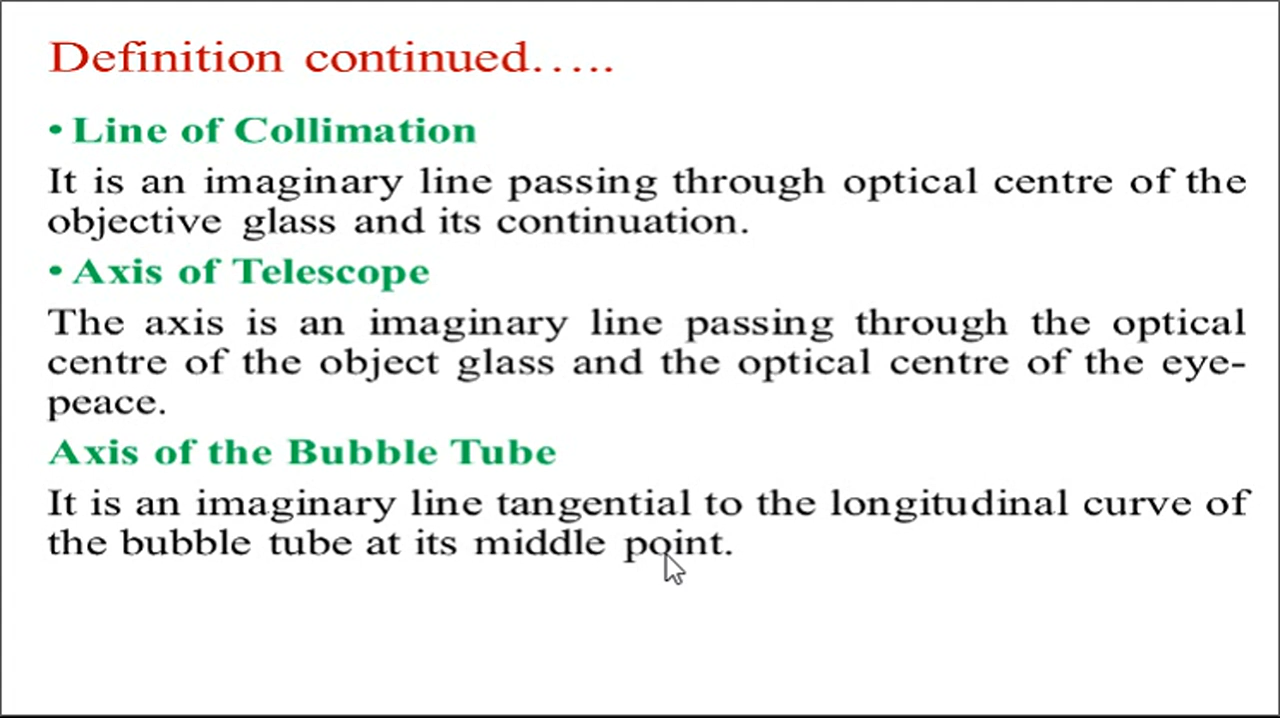 Definition continued…..
• Line of Collimation
It is an imaginary line passing through optical centre of the
objective glass and its continuation.
• Axis of Telescope
The axis is an imaginary line passing through the optical
centre of the object glass and the optical centre of the eye-
peace.
Axis of the Bubble Tube
It is an imaginary line tangential to the longitudinal curve of
the bubble tube at its middle point.